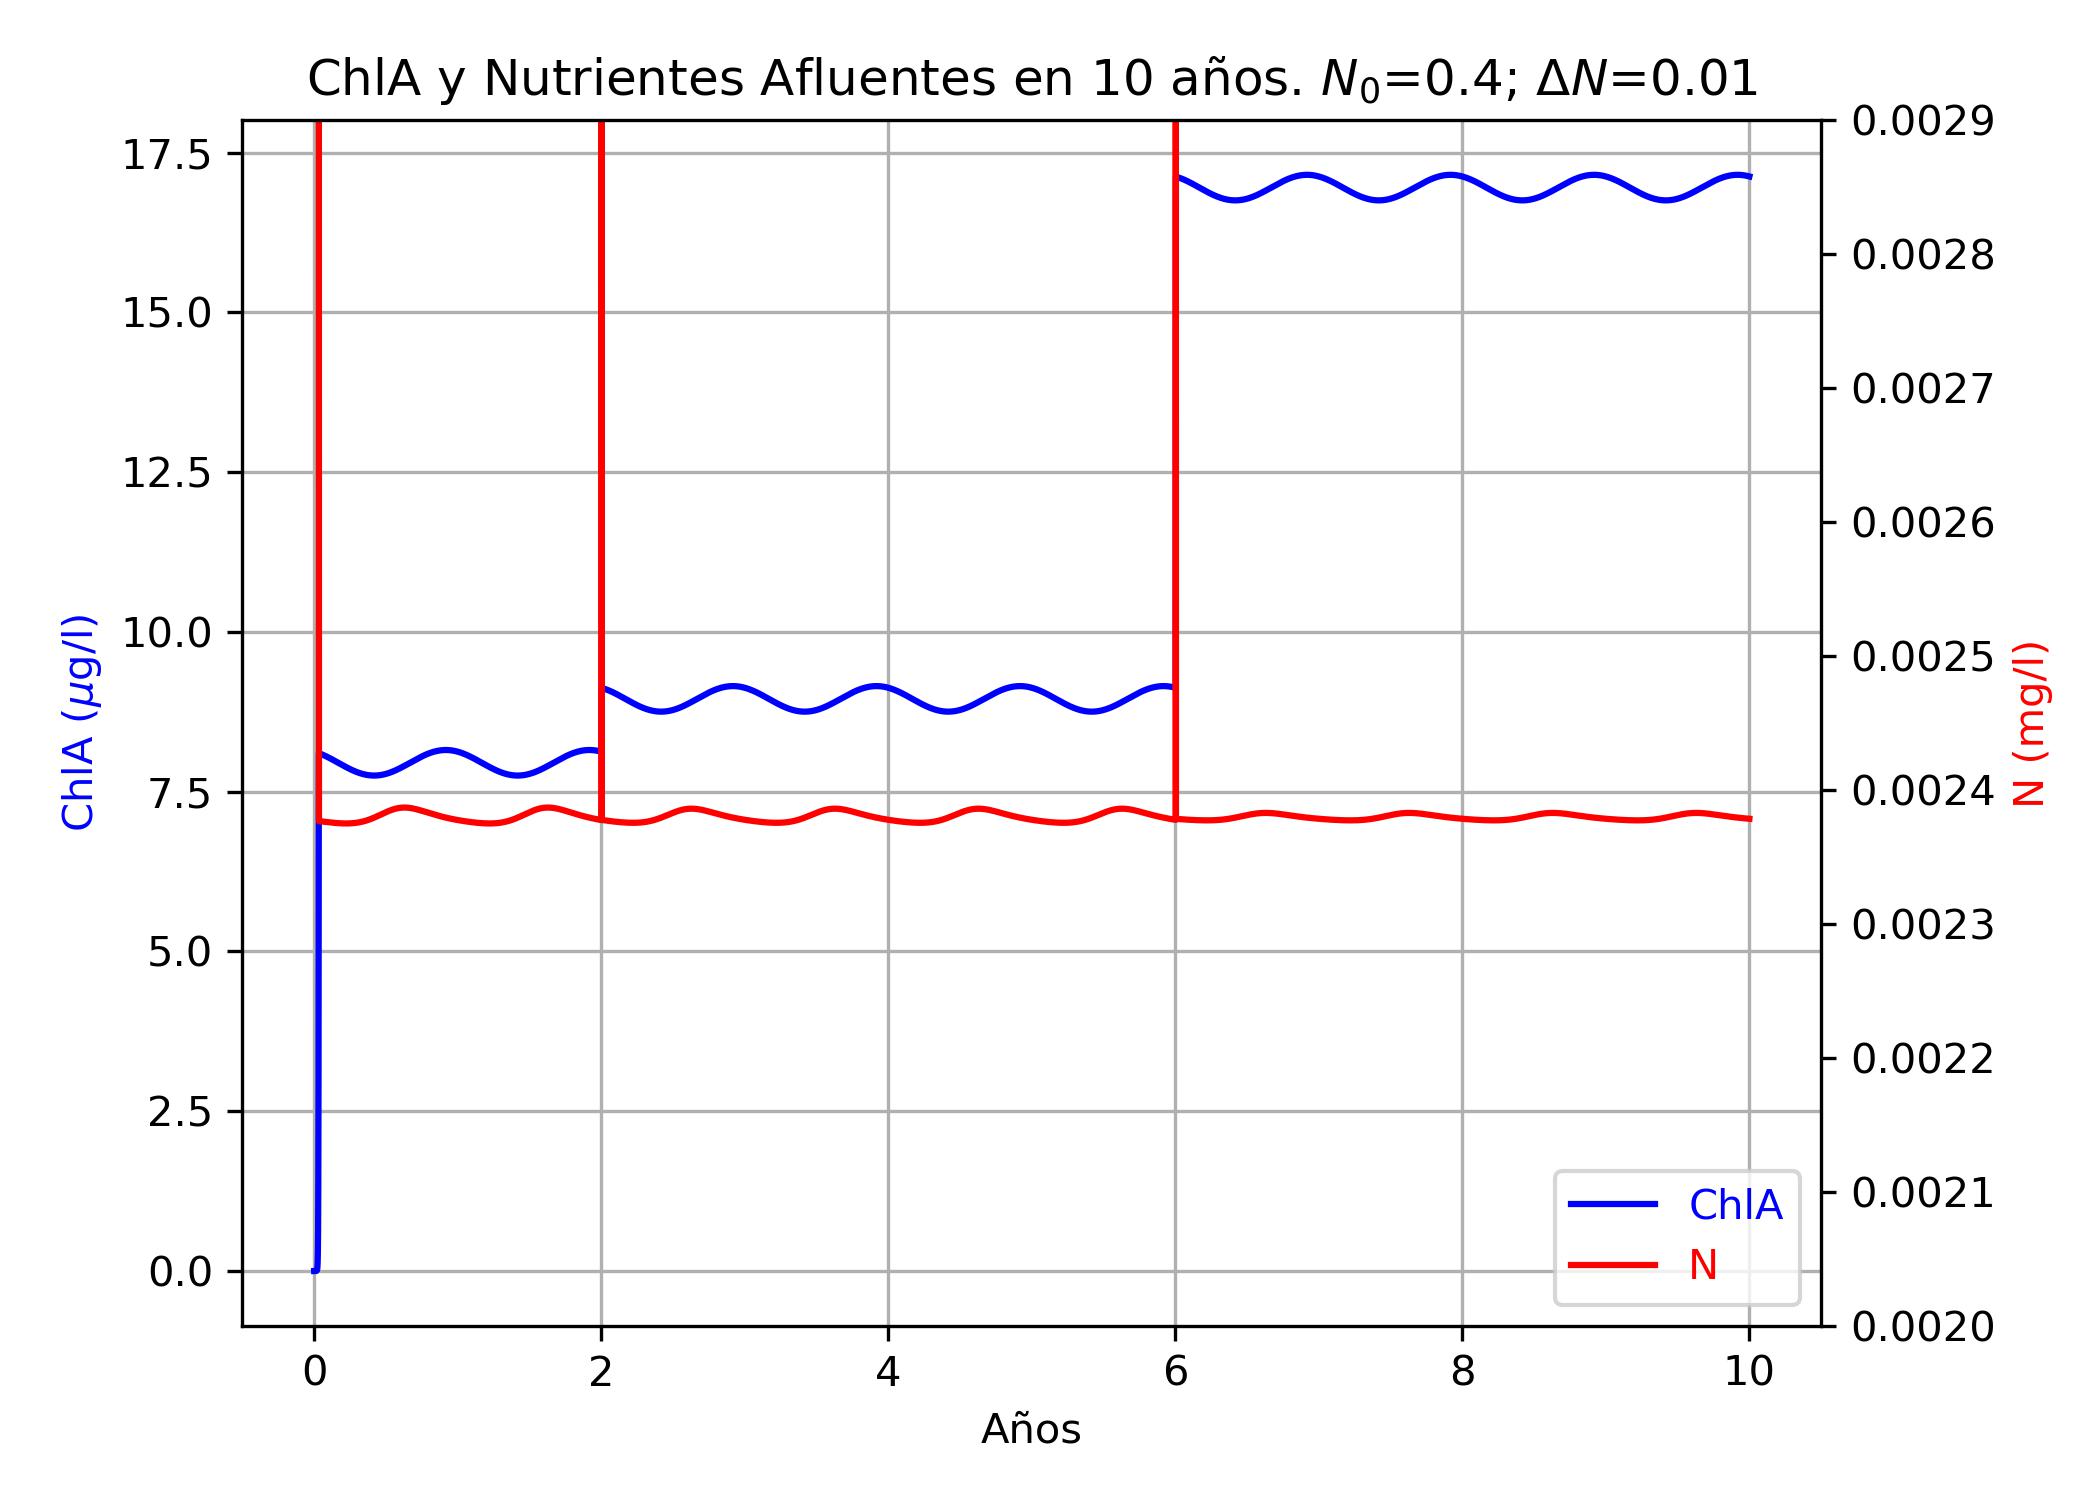 ChlA y Nutrientes Afluentes en 10 años. N₀=0.4; ΔN=0.01
17.5
15.0
12.5
10.0
7.5
5.0
2.5
0.0
ChlA (μg/l)
0.0029
0.0028
0.0027
0.0026
0.0025
0.0024
0.0023
0.0022
0.0021
0.0020
N (mg/l)
ChlA
N
0 2 4 6 8 10
Años